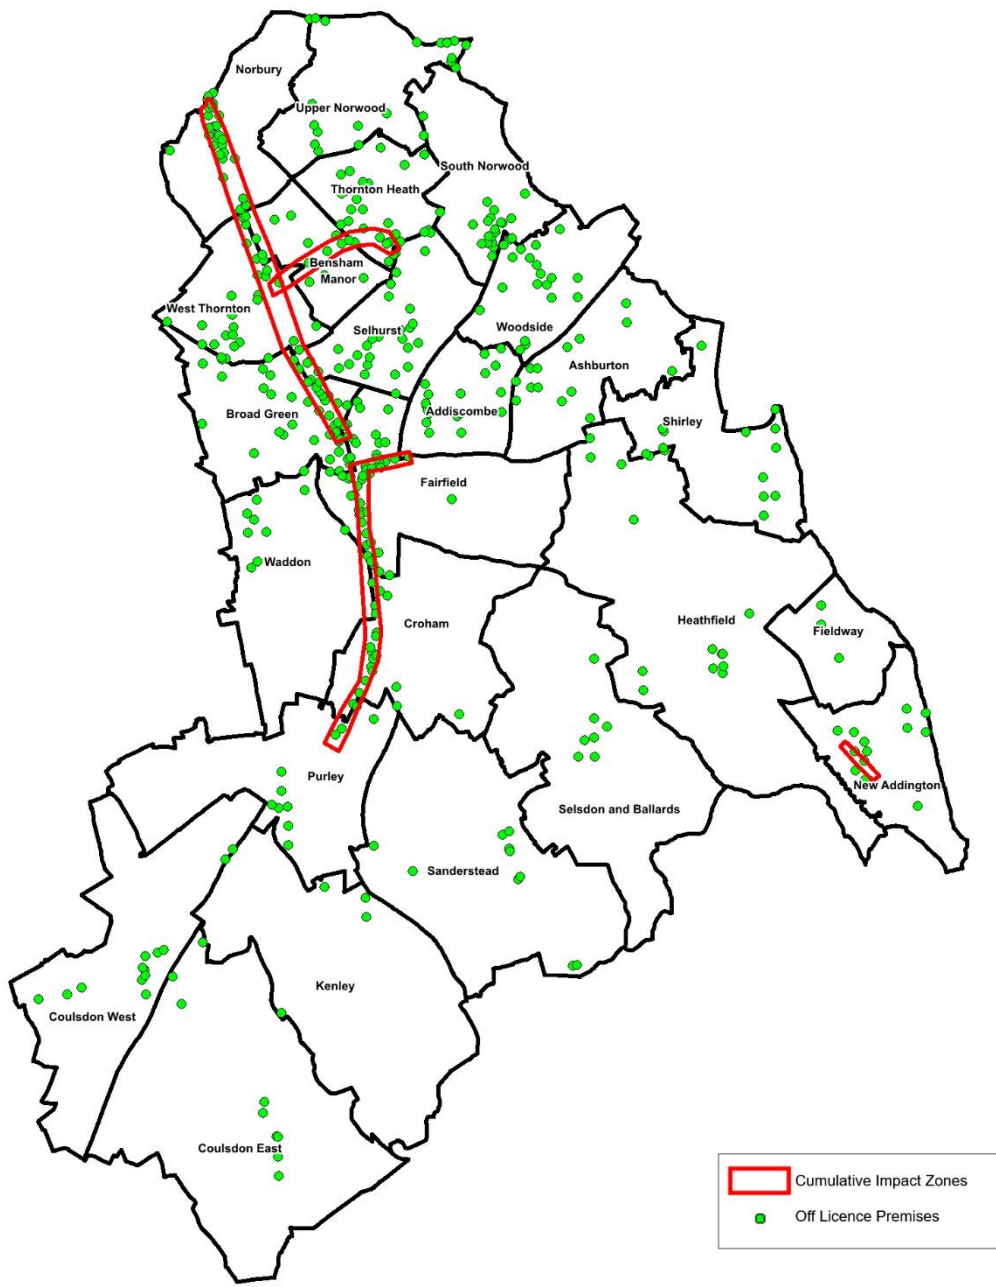 Norbury
Upper Norwood
South Norwood
Thornton Heath
Bensham
Manor
West Thornton
Selhurst
Woodside
Ashburton
Broad Green
Addiscombe
Shirley
Fairfield
Waddon
Croham
Heathfield
Fieldway
Purley
New Addington
Selsdon and Ballards
Sanderstead
Kenley
Coulsdon West
Coulsdon East
Cumulative Impact Zones
Off Licence Premises